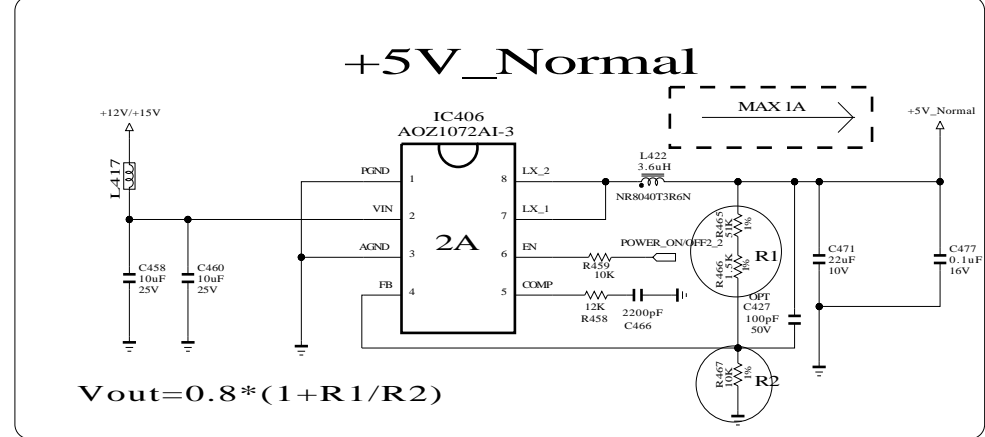 +5V_Normal
MAX 1A
+12V/+15V
+5V_Normal
IC406
AOZ1072AI-3
L417
L422
3.6uH
NR8040T3R6N
PGND
1
8
LX_2
VIN
2
7
LX_1
2A
AGND
3
6
EN
FB
4
5
COMP
POWER_ON/OFF2_2
R459
10K
12K
R458
2200pF
C466
C458
10uF
25V
C460
10uF
25V
R465
51K
1%
R466
1.5K
1%
R1
OPT
C427
100pF
50V
C471
22uF
10V
C477
0.1uF
16V
R467
10K
1%
R2
Vout=0.8*(1+R1/R2)